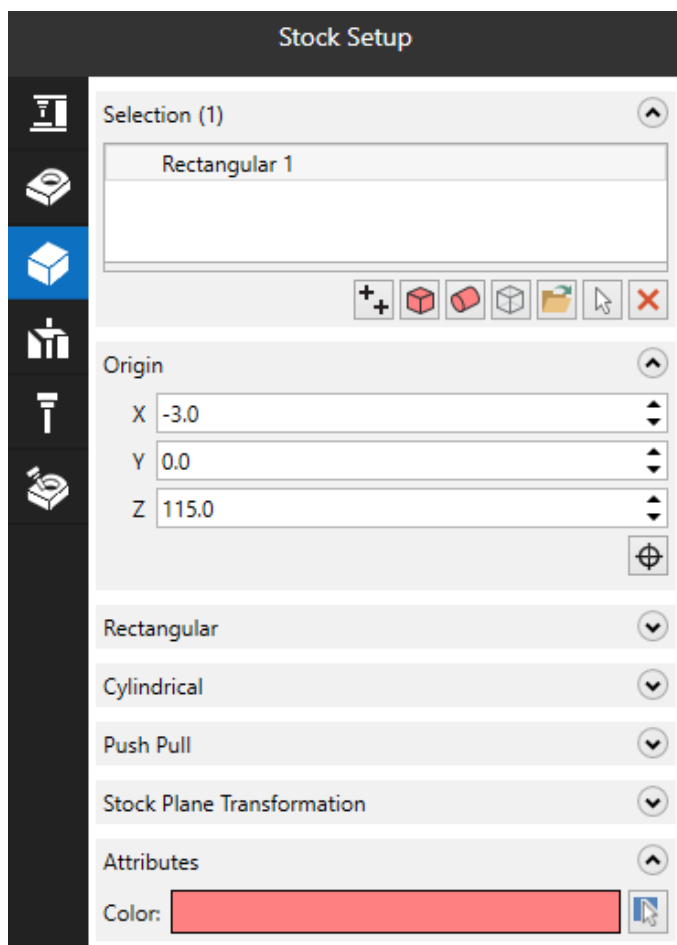 Stock Setup
Selection (1)
Rectangular 1
Origin
X -3.0
Y 0.0
Z 115.0
Rectangular
Cylindrical
Push Pull
Stock Plane Transformation
Attributes
Color: